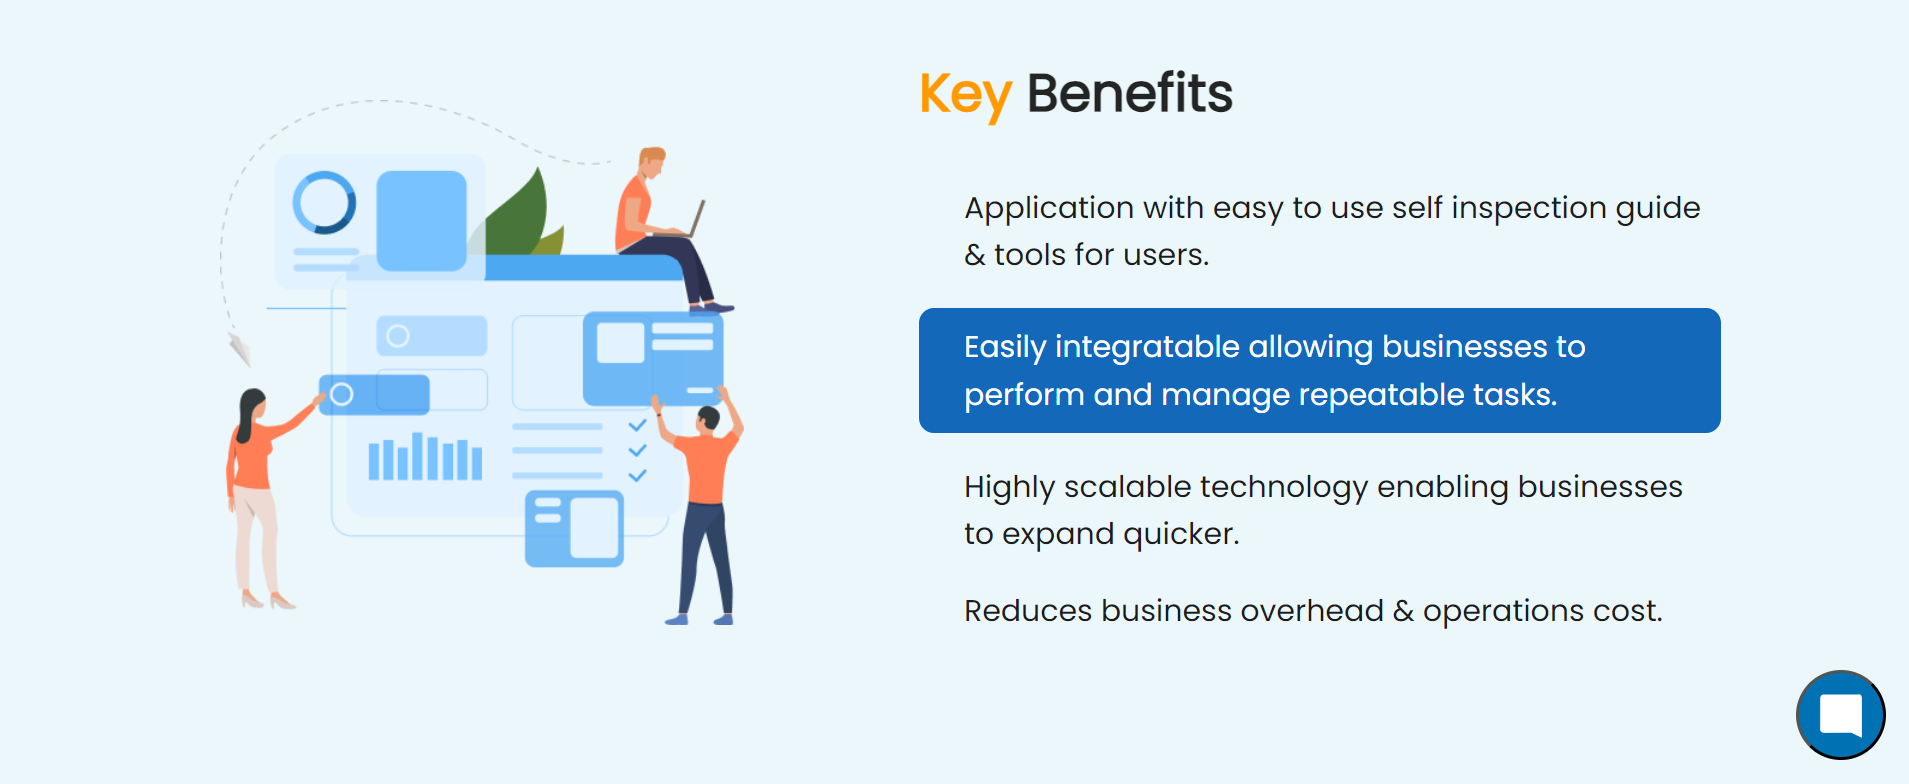 Key Benefits
Application with easy to use self inspection guide
& tools for users.
Easily integratable allowing businesses to
perform and manage repeatable tasks.
Highly scalable technology enabling businesses
to expand quicker.
Reduces business overhead & operations cost.